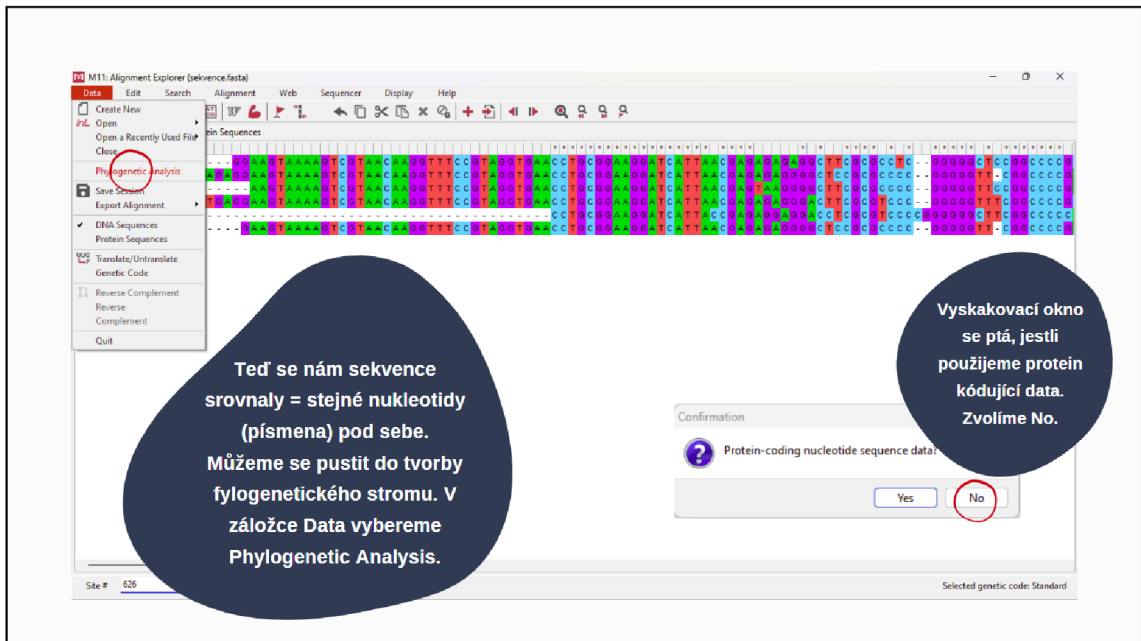 M11: Alignment Explorer (sekvence.fasta)
Data Edit Search Alignment Web Sequencer Display Help
Create New
Open
Open a Recently Used File
Close
Phylogenetic Analysis
Save Session
Export Alignment
DNA Sequences
Protein Sequences
Translate/Untranslate
Genetic Code
Reverse Complement
Reverse
Complement
Quit
ein Sequences
Teď se nám sekvence
srovnaly = stejné nukleotidy
(písmena) pod sebe.
Můžeme se pustit do tvorby
fylogenetického stromu. V
záložce Data vybereme
Phylogenetic Analysis.
Vyskakovací okno
se ptá, jestli
použijeme protein
kódující data.
Zvolíme No.
Confirmation
Protein-coding nucleotide sequence data?
Yes No
Site # 626
Selected genetic code: Standard